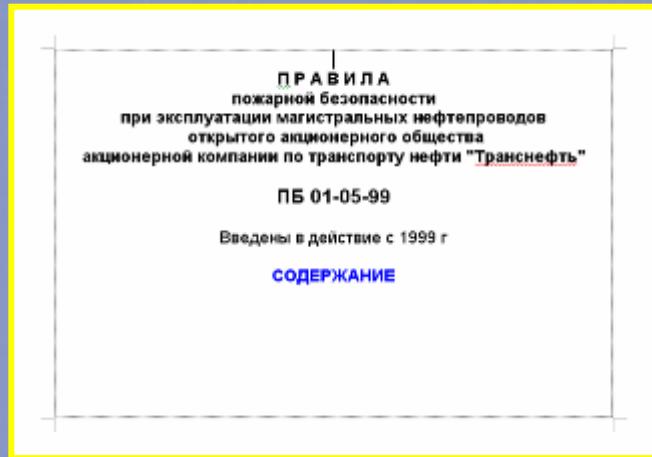 ПРАВИЛА
пожарной безопасности
при эксплуатации магистральных нефтепроводов
открытого акционерного общества
акционерной компании по транспорту нефти "Транснефть"
ПБ 01-05-99
Введены в действие с 1999 г
СОДЕРЖАНИЕ